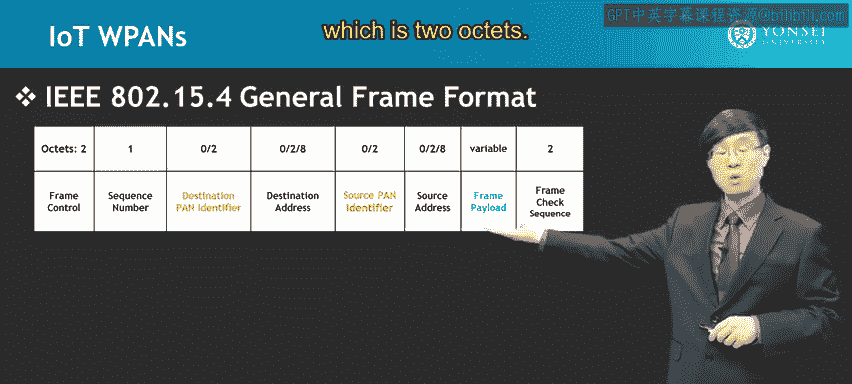 which is two octets.
GPT中英字幕课程资源@bilibili.com
IoT WPANs
YONSEI
UNIVERSITY
❖ IEEE 802.15.4 General Frame Format
Octets: 2 1 0/2 0/2/8 0/2 0/2/8 variable 2
Frame Control Sequence Number Destination PAN Identifier Destination Address Source PAN Identifier Source Address Frame Payload Frame Check Sequence